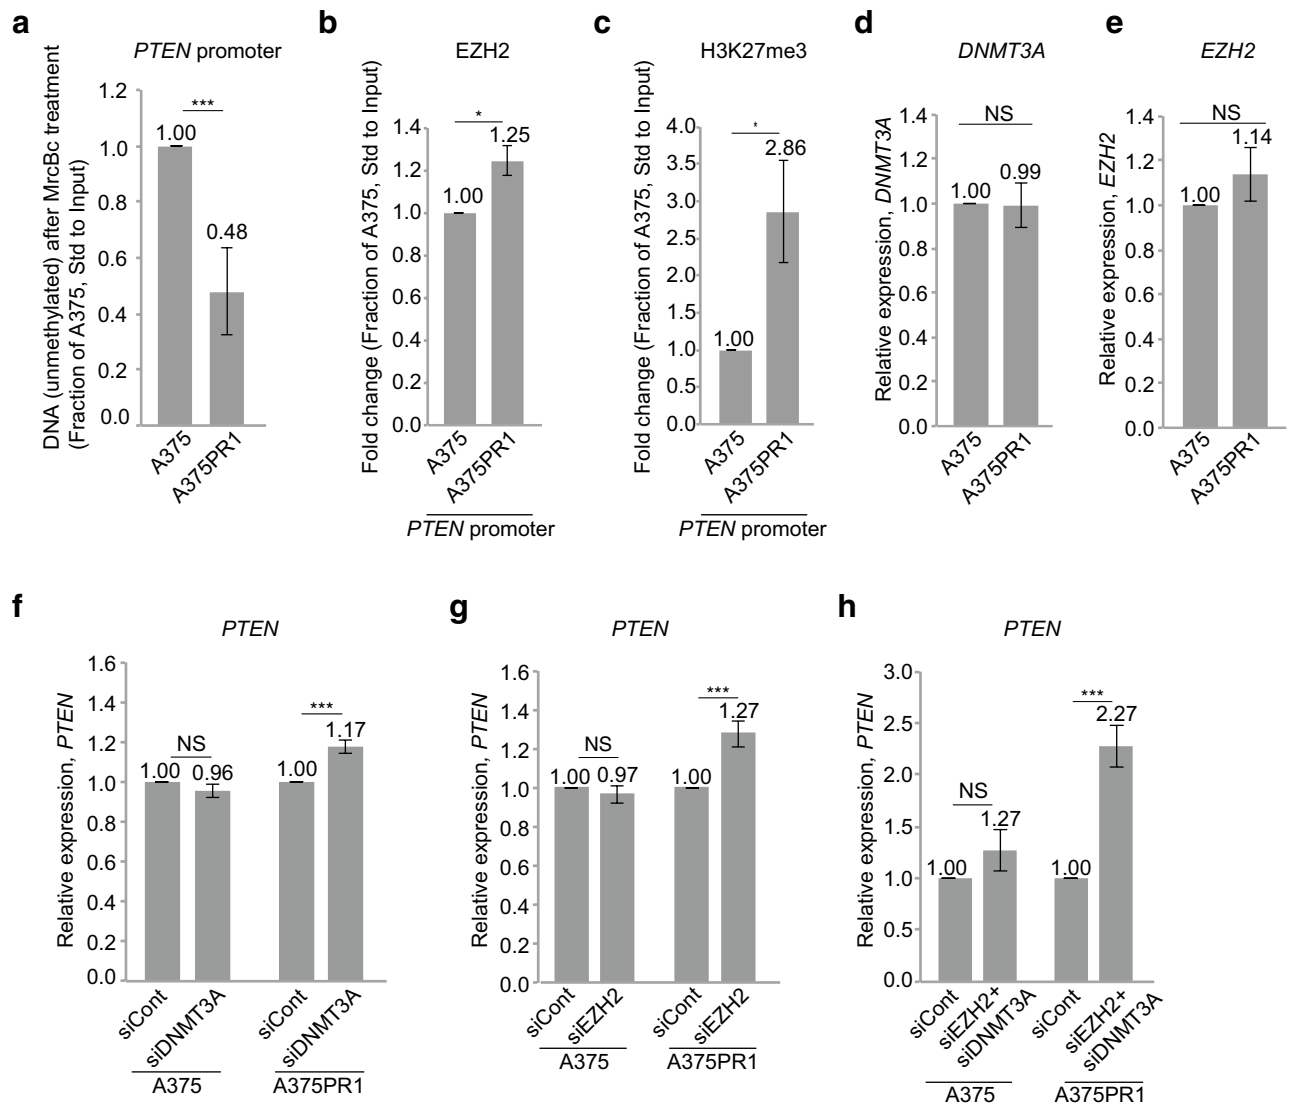 a
PTEN promoter
DNA (unmethylated) after MrcBc treatment
(Fraction of A375, Std to Input)
1.2
1.0
0.8
0.6
0.4
0.2
0.0
***
1.00
0.48
A375
A375PR1
b
EZH2
Fold change (Fraction of A375, Std to Input)
1.4
1.2
1.0
0.8
0.6
0.4
0.2
0.0
*
1.00
1.25
A375
A375PR1
PTEN promoter
c
H3K27me3
Fold change (Fraction of A375, Std to Input)
4.0
3.5
3.0
2.5
2.0
1.0
0.5
0.0
*
1.00
2.86
A375
A375PR1
PTEN promoter
d
DNMT3A
Relative expression, DNMT3A
1.4
1.2
1.0
0.8
0.6
0.4
0.2
0.0
NS
1.00
0.99
A375
A375PR1
e
EZH2
Relative expression, EZH2
1.4
1.2
1.0
0.8
0.6
0.4
0.2
0.0
NS
1.00
1.14
A375
A375PR1
f
PTEN
Relative expression, PTEN
1.6
1.4
1.2
1.0
0.8
0.6
0.4
0.2
0.0
NS
1.00
0.96
***
1.00
1.17
siCont
siDNMT3A
siCont
siDNMT3A
A375
A375PR1
g
PTEN
Relative expression, PTEN
1.6
1.4
1.2
1.0
0.8
0.6
0.4
0.2
0.0
NS
1.00
0.97
***
1.00
1.27
siCont
siEZH2
siCont
siEZH2
A375
A375PR1
h
PTEN
Relative expression, PTEN
3.0
2.5
2.0
1.5
1.0
0.5
0.0
NS
1.00
1.27
***
1.00
2.27
siCont
siEZH2+
siDNMT3A
siCont
siEZH2+
siDNMT3A
A375
A375PR1